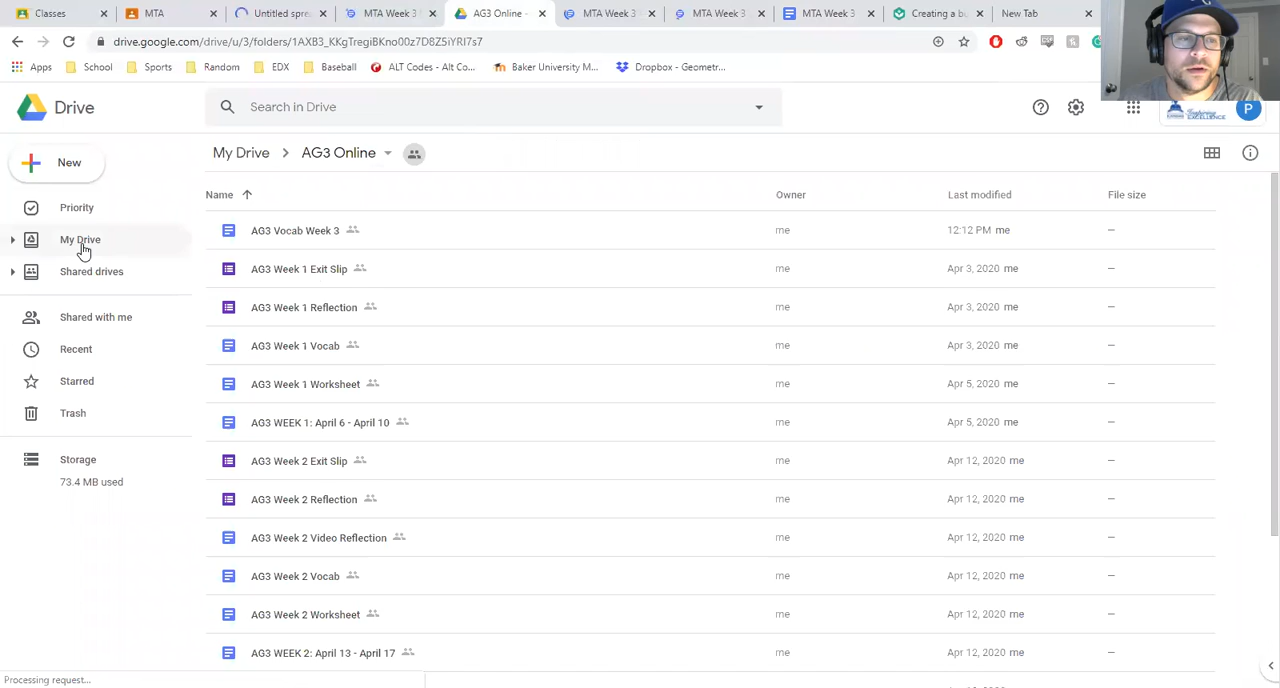 Classes
MTA
Untitled spre
MTA Week 3 I
AG3 Online -
MTA Week 3
MTA Week 3
MTA Week 3
Creating a bu
New Tab
Apps
School
Sports
Random
EDX
Baseball
ALT Codes - Alt Co...
Baker University M...
Dropbox - Geometr...
Drive
Search in Drive
EXCELLENCE
P
New
My Drive
AG3 Online
Priority
My Drive
Shared drives
Shared with me
Recent
Starred
Trash
Storage
73.4 MB used
Name Owner Last modified File size
AG3 Vocab Week 3 me 12:12 PM me —
AG3 Week 1 Exit Slip me Apr 3, 2020 me —
AG3 Week 1 Reflection me Apr 3, 2020 me —
AG3 Week 1 Vocab me Apr 3, 2020 me —
AG3 Week 1 Worksheet me Apr 5, 2020 me —
AG3 WEEK 1: April 6 - April 10 me Apr 5, 2020 me —
AG3 Week 2 Exit Slip me Apr 12, 2020 me —
AG3 Week 2 Reflection me Apr 12, 2020 me —
AG3 Week 2 Video Reflection me Apr 12, 2020 me —
AG3 Week 2 Vocab me Apr 12, 2020 me —
AG3 Week 2 Worksheet me Apr 12, 2020 me —
AG3 WEEK 2: April 13 - April 17 me Apr 12, 2020 me —
Processing request...